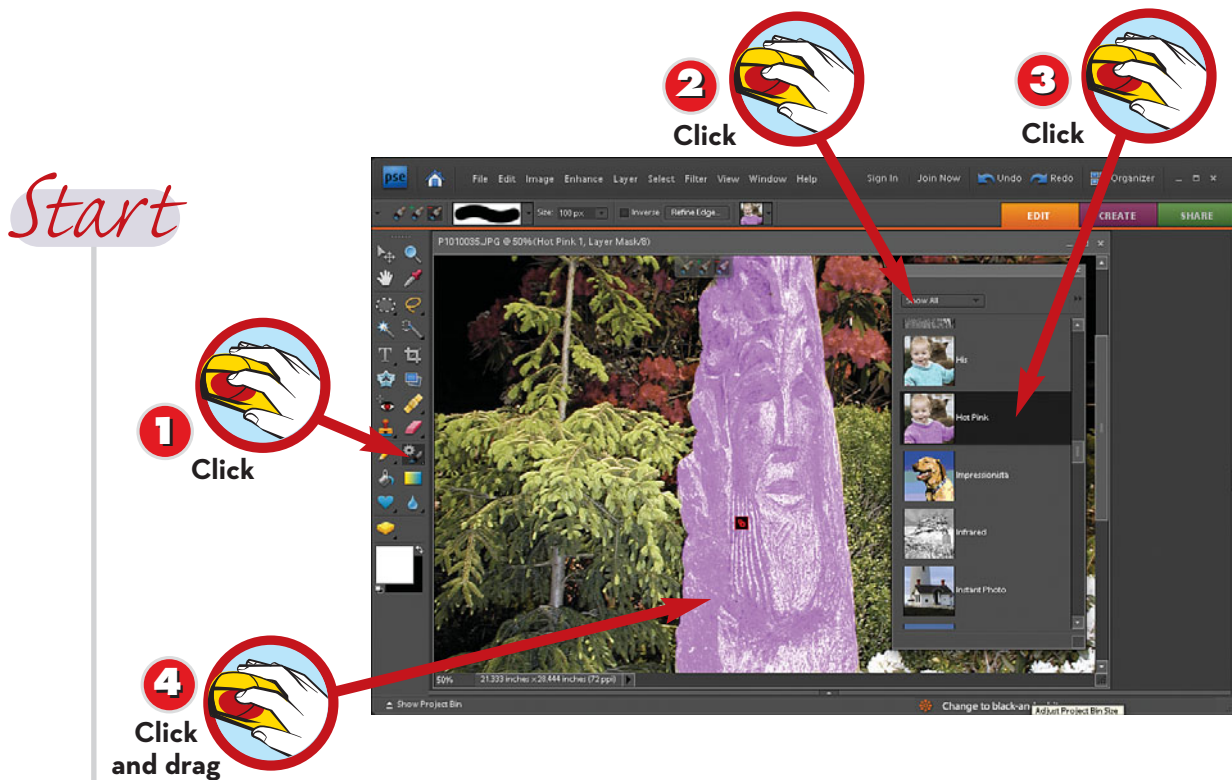 2
Click
3
Click
Start
pse File Edit Image Enhance Layer Select Filter View Window Help Sign In Join Now Undo Redo Organizer
Size: 100 px Inverse Refine Edge... EDIT CREATE SHARE
P1010035.JPG @ 50% (Hot Pink 1, Layer Mask/8)
Show All
His
Hot Pink
Impressionista
Infrared
Instant Photo
1
Click
T
4
Click
and drag
50% 21.333 inches x 28.444 inches (72 ppi)
Show Project Bin Change to black-an
Adjust Project Bin Size